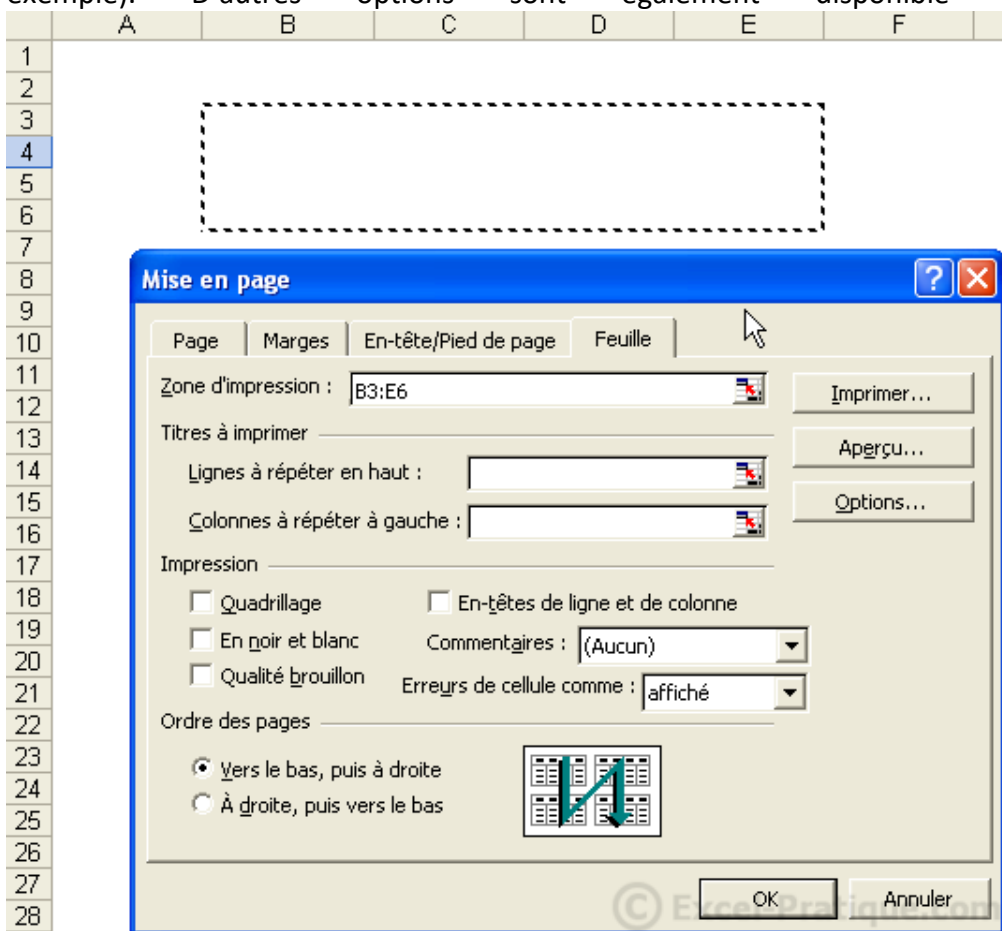 exemple). D'autres options sont également disponible
A B C D E F
1
2
3
4
5
6
7
8
9
10
11
12
13
14
15
16
17
18
19
20
21
22
23
24
25
26
27
28
Mise en page
Page Marges En-tête/Pied de page Feuille
Zone d'impression : B3:E6 Imprimer...
Titres à imprimer Aperçu...
Lignes à répéter en haut :
Colonnes à répéter à gauche : Options...
Impression
Quadrillage En-têtes de ligne et de colonne
En noir et blanc Commentaires : (Aucun)
Qualité brouillon Erreurs de cellule comme : affiché
Ordre des pages
Vers le bas, puis à droite
À droite, puis vers le bas
OK Annuler
© Excel-Pratique.com